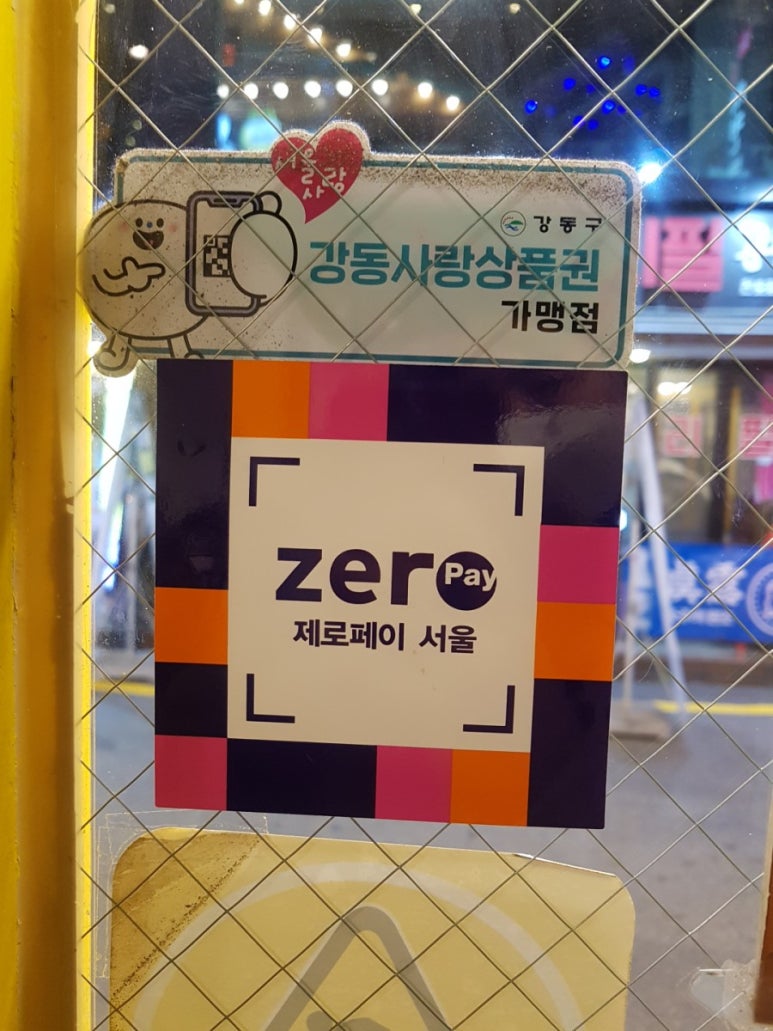 서울
사랑
강동구
강동사랑상품권
가맹점
zero Pay
제로페이 서울